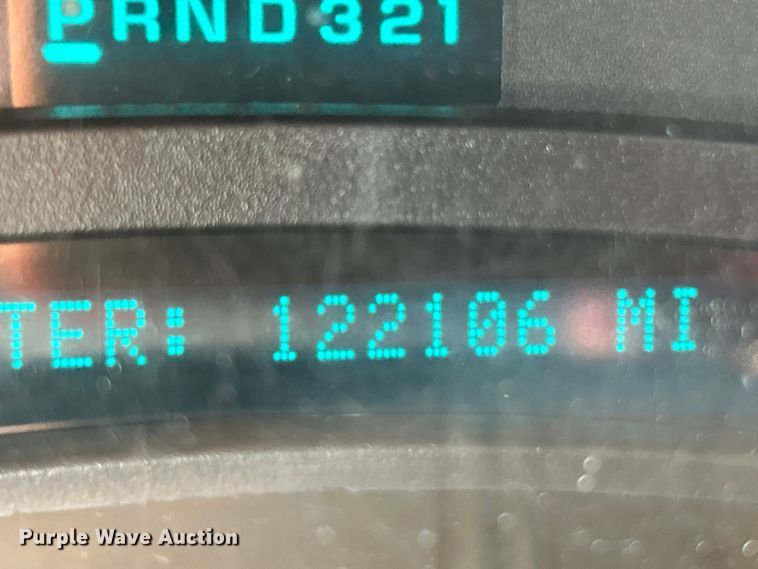 PRND321
TER: 122106 MI
Purple Wave Auction